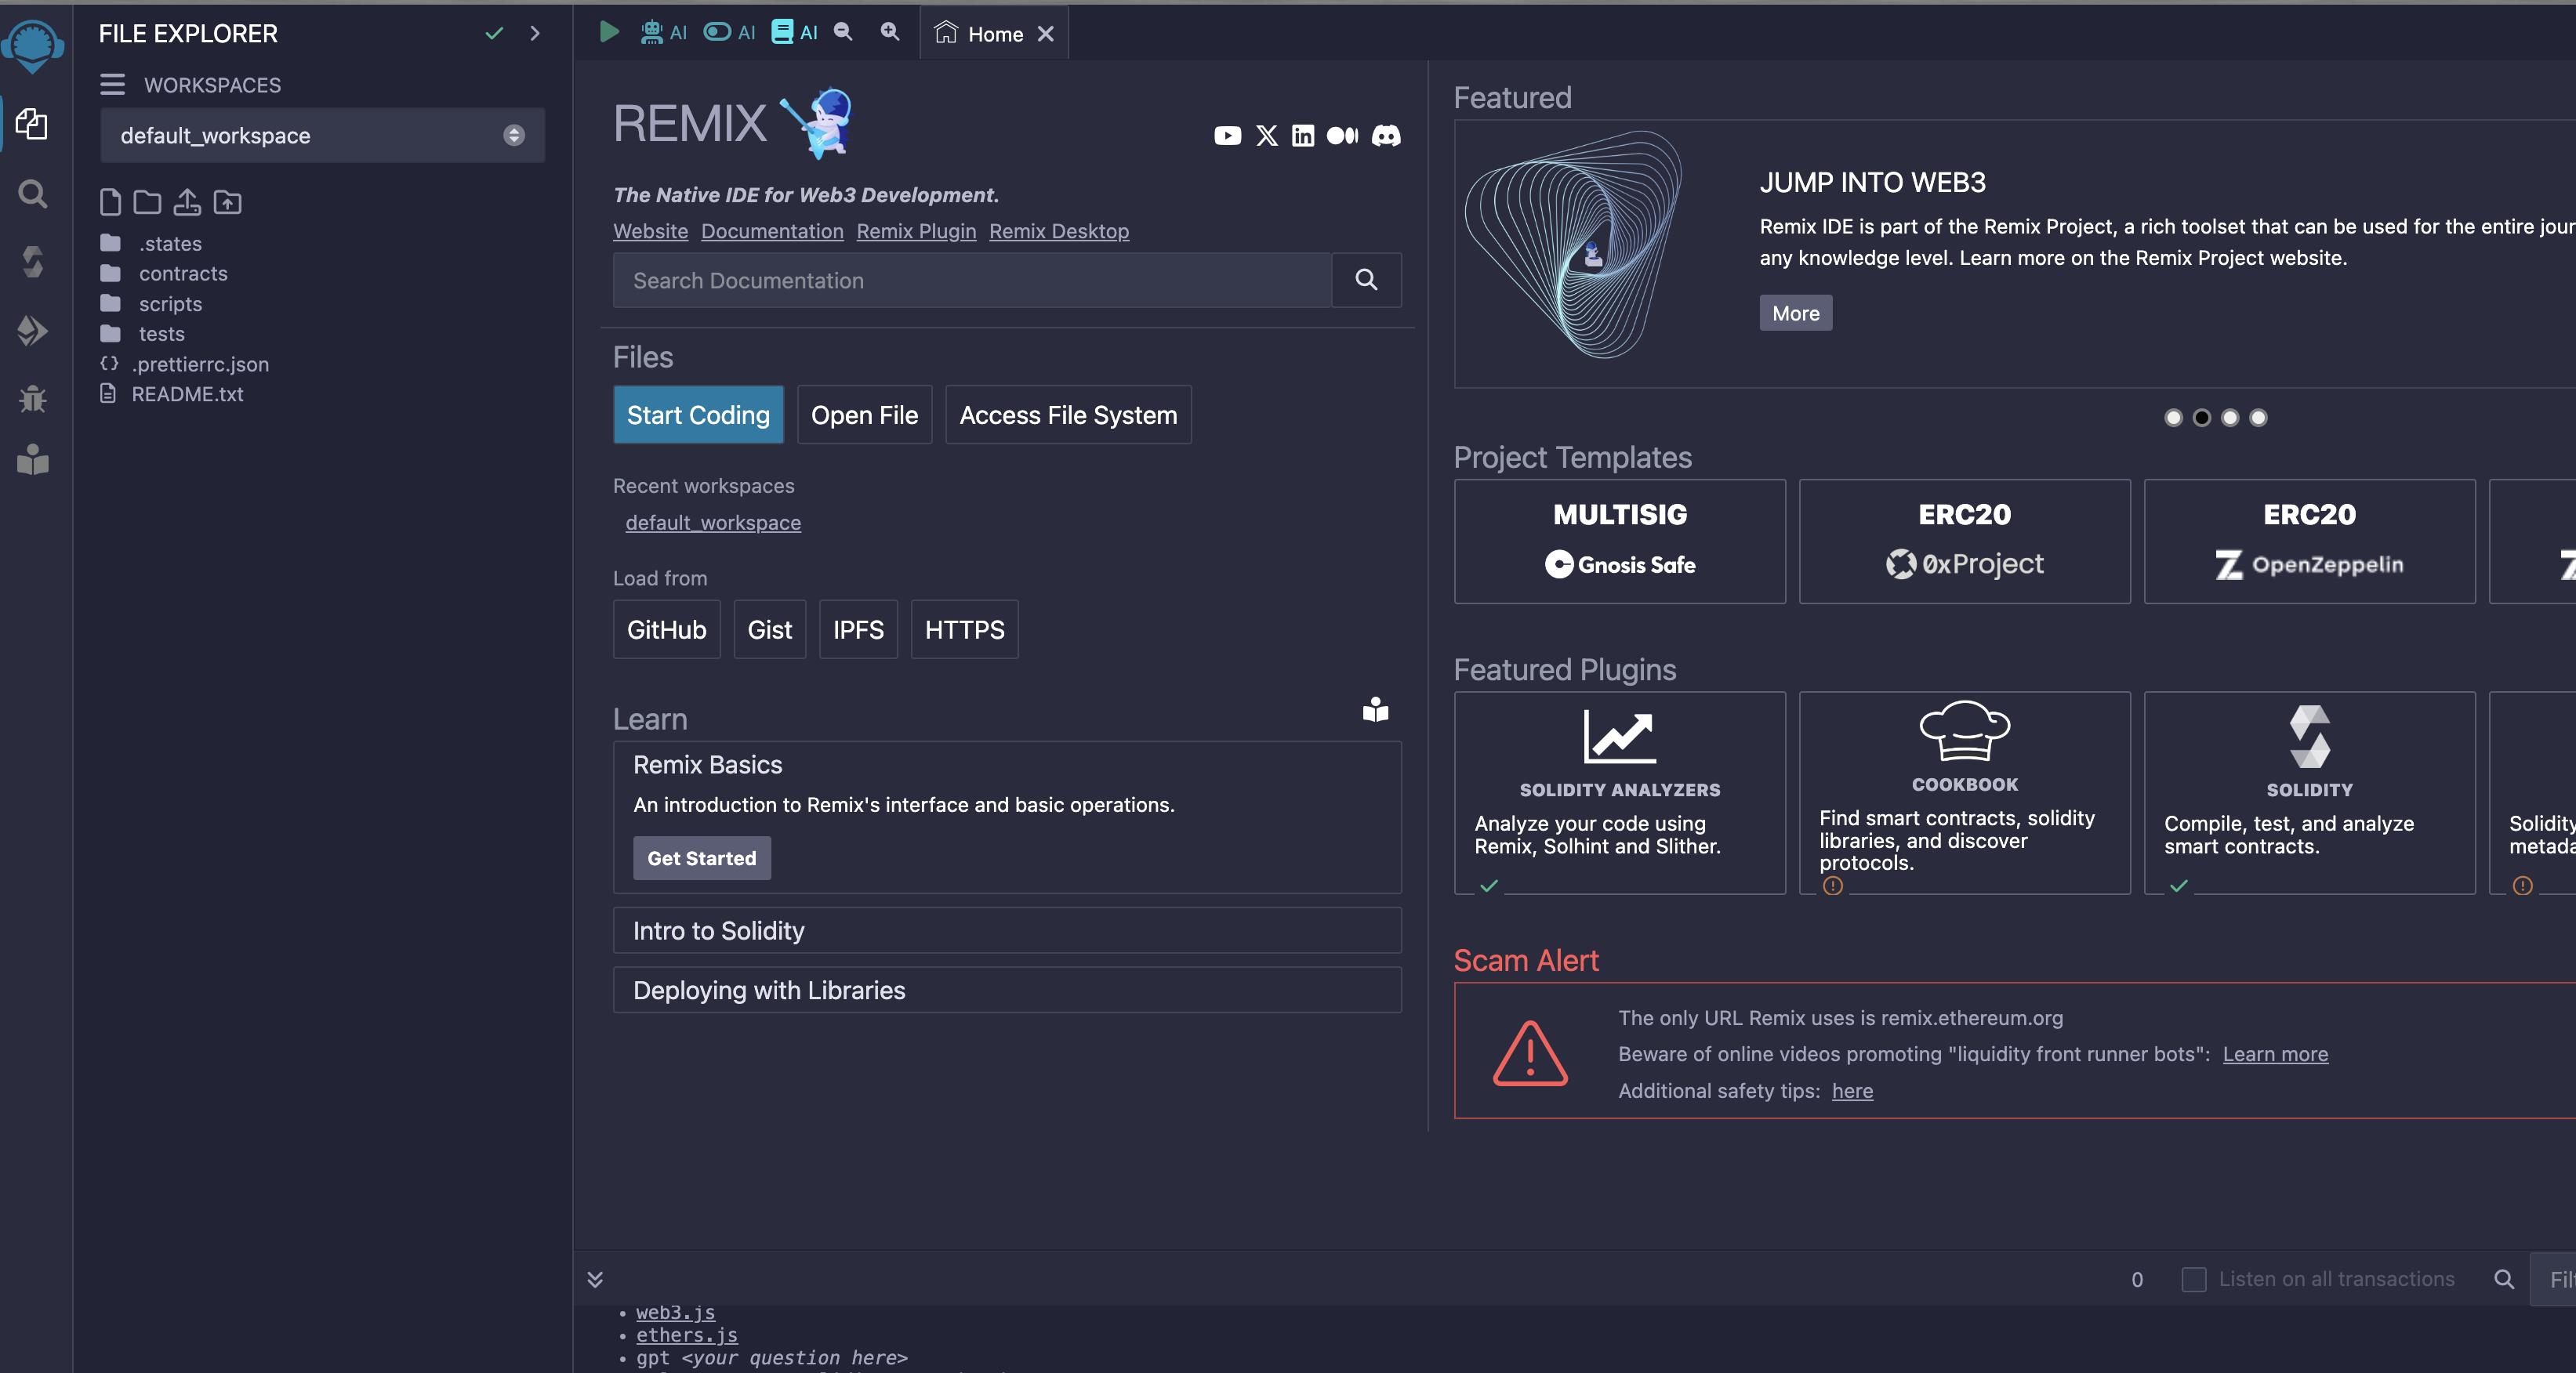 FILE EXPLORER
WORKSPACES
default_workspace
.states
contracts
scripts
tests
.prettierrc.json
README.txt
AI
AI
AI
Home
REMIX
The Native IDE for Web3 Development.
Website Documentation Remix Plugin Remix Desktop
Search Documentation
Files
Start Coding
Open File
Access File System
Recent workspaces
default_workspace
Load from
GitHub
Gist
IPFS
HTTPS
Learn
Remix Basics
An introduction to Remix's interface and basic operations.
Get Started
Intro to Solidity
Deploying with Libraries
Featured
JUMP INTO WEB3
Remix IDE is part of the Remix Project, a rich toolset that can be used for the entire jour
any knowledge level. Learn more on the Remix Project website.
More
Project Templates
MULTISIG
Gnosis Safe
ERC20
0xProject
ERC20
OpenZeppelin
Featured Plugins
SOLIDITY ANALYZERS
Analyze your code using
Remix, Solhint and Slither.
COOKBOOK
Find smart contracts, solidity
libraries, and discover
protocols.
SOLIDITY
Compile, test, and analyze
smart contracts.
Solidity
metada
Scam Alert
The only URL Remix uses is remix.ethereum.org
Beware of online videos promoting "liquidity front runner bots": Learn more
Additional safety tips: here
0
Listen on all transactions
Filt
web3.js
ethers.js
gpt <your question here>